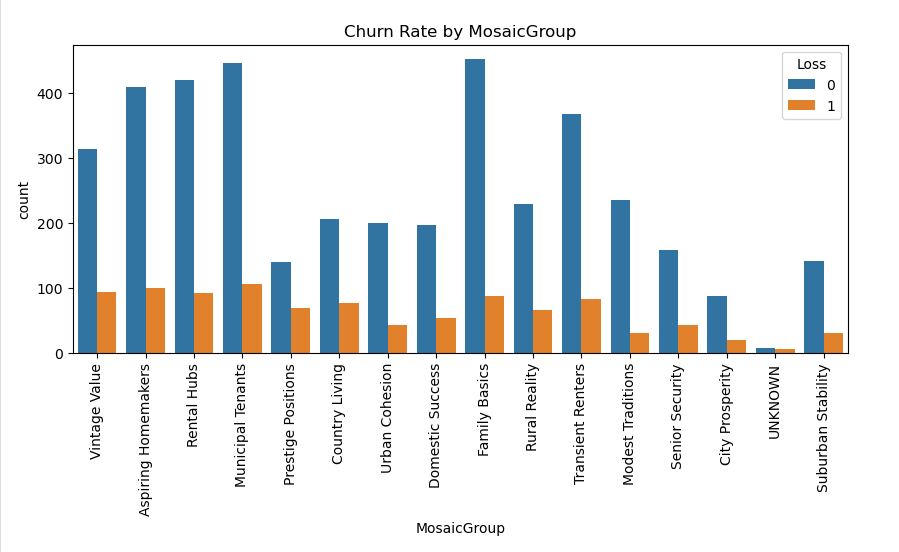 Churn Rate by MosaicGroup
Loss
0
1
400
300
200
100
0
count
Vintage Value
Aspiring Homemakers
Rental Hubs
Municipal Tenants
Prestige Positions
Country Living
Urban Cohesion
Domestic Success
Family Basics
Rural Reality
Transient Renters
Modest Traditions
Senior Security
City Prosperity
UNKNOWN
Suburban Stability
MosaicGroup